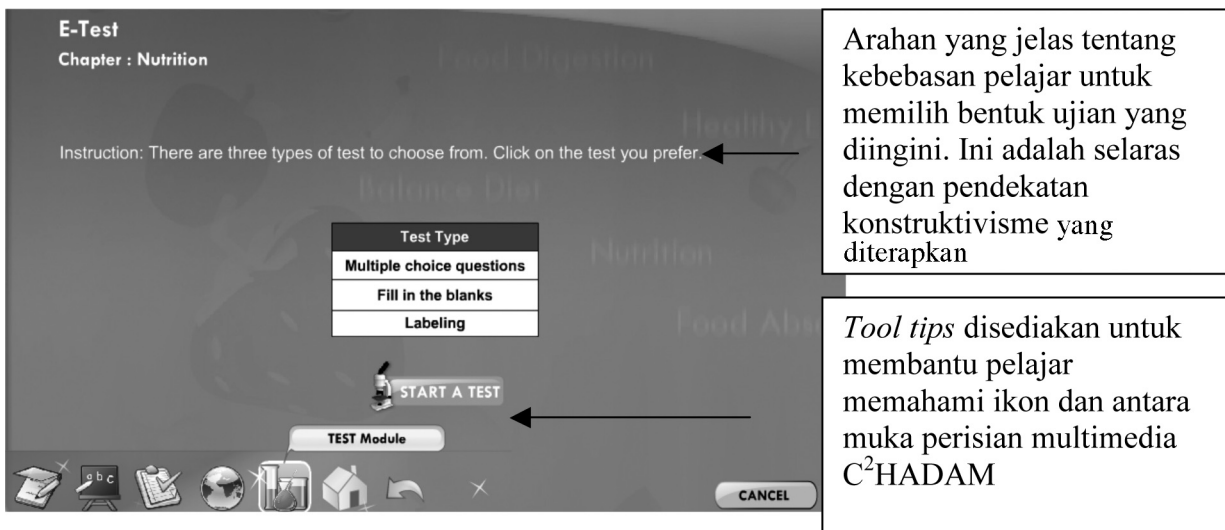 E-Test
Chapter : Nutrition
Food Digestion
Healthy L
Instruction: There are three types of test to choose from. Click on the test you prefer.
Balance Diet
Test Type
Multiple choice questions
Nutrition
Fill in the blanks
Labeling
Food Abs
START A TEST
TEST Module
abc
CANCEL
Arahan yang jelas tentang
kebebasan pelajar untuk
memilih bentuk ujian yang
diingini. Ini adalah selaras
dengan pendekatan
konstruktivisme yang
diterapkan
Tool tips disediakan untuk
membantu pelajar
memahami ikon dan antara
muka perisian multimedia
C²HADAM